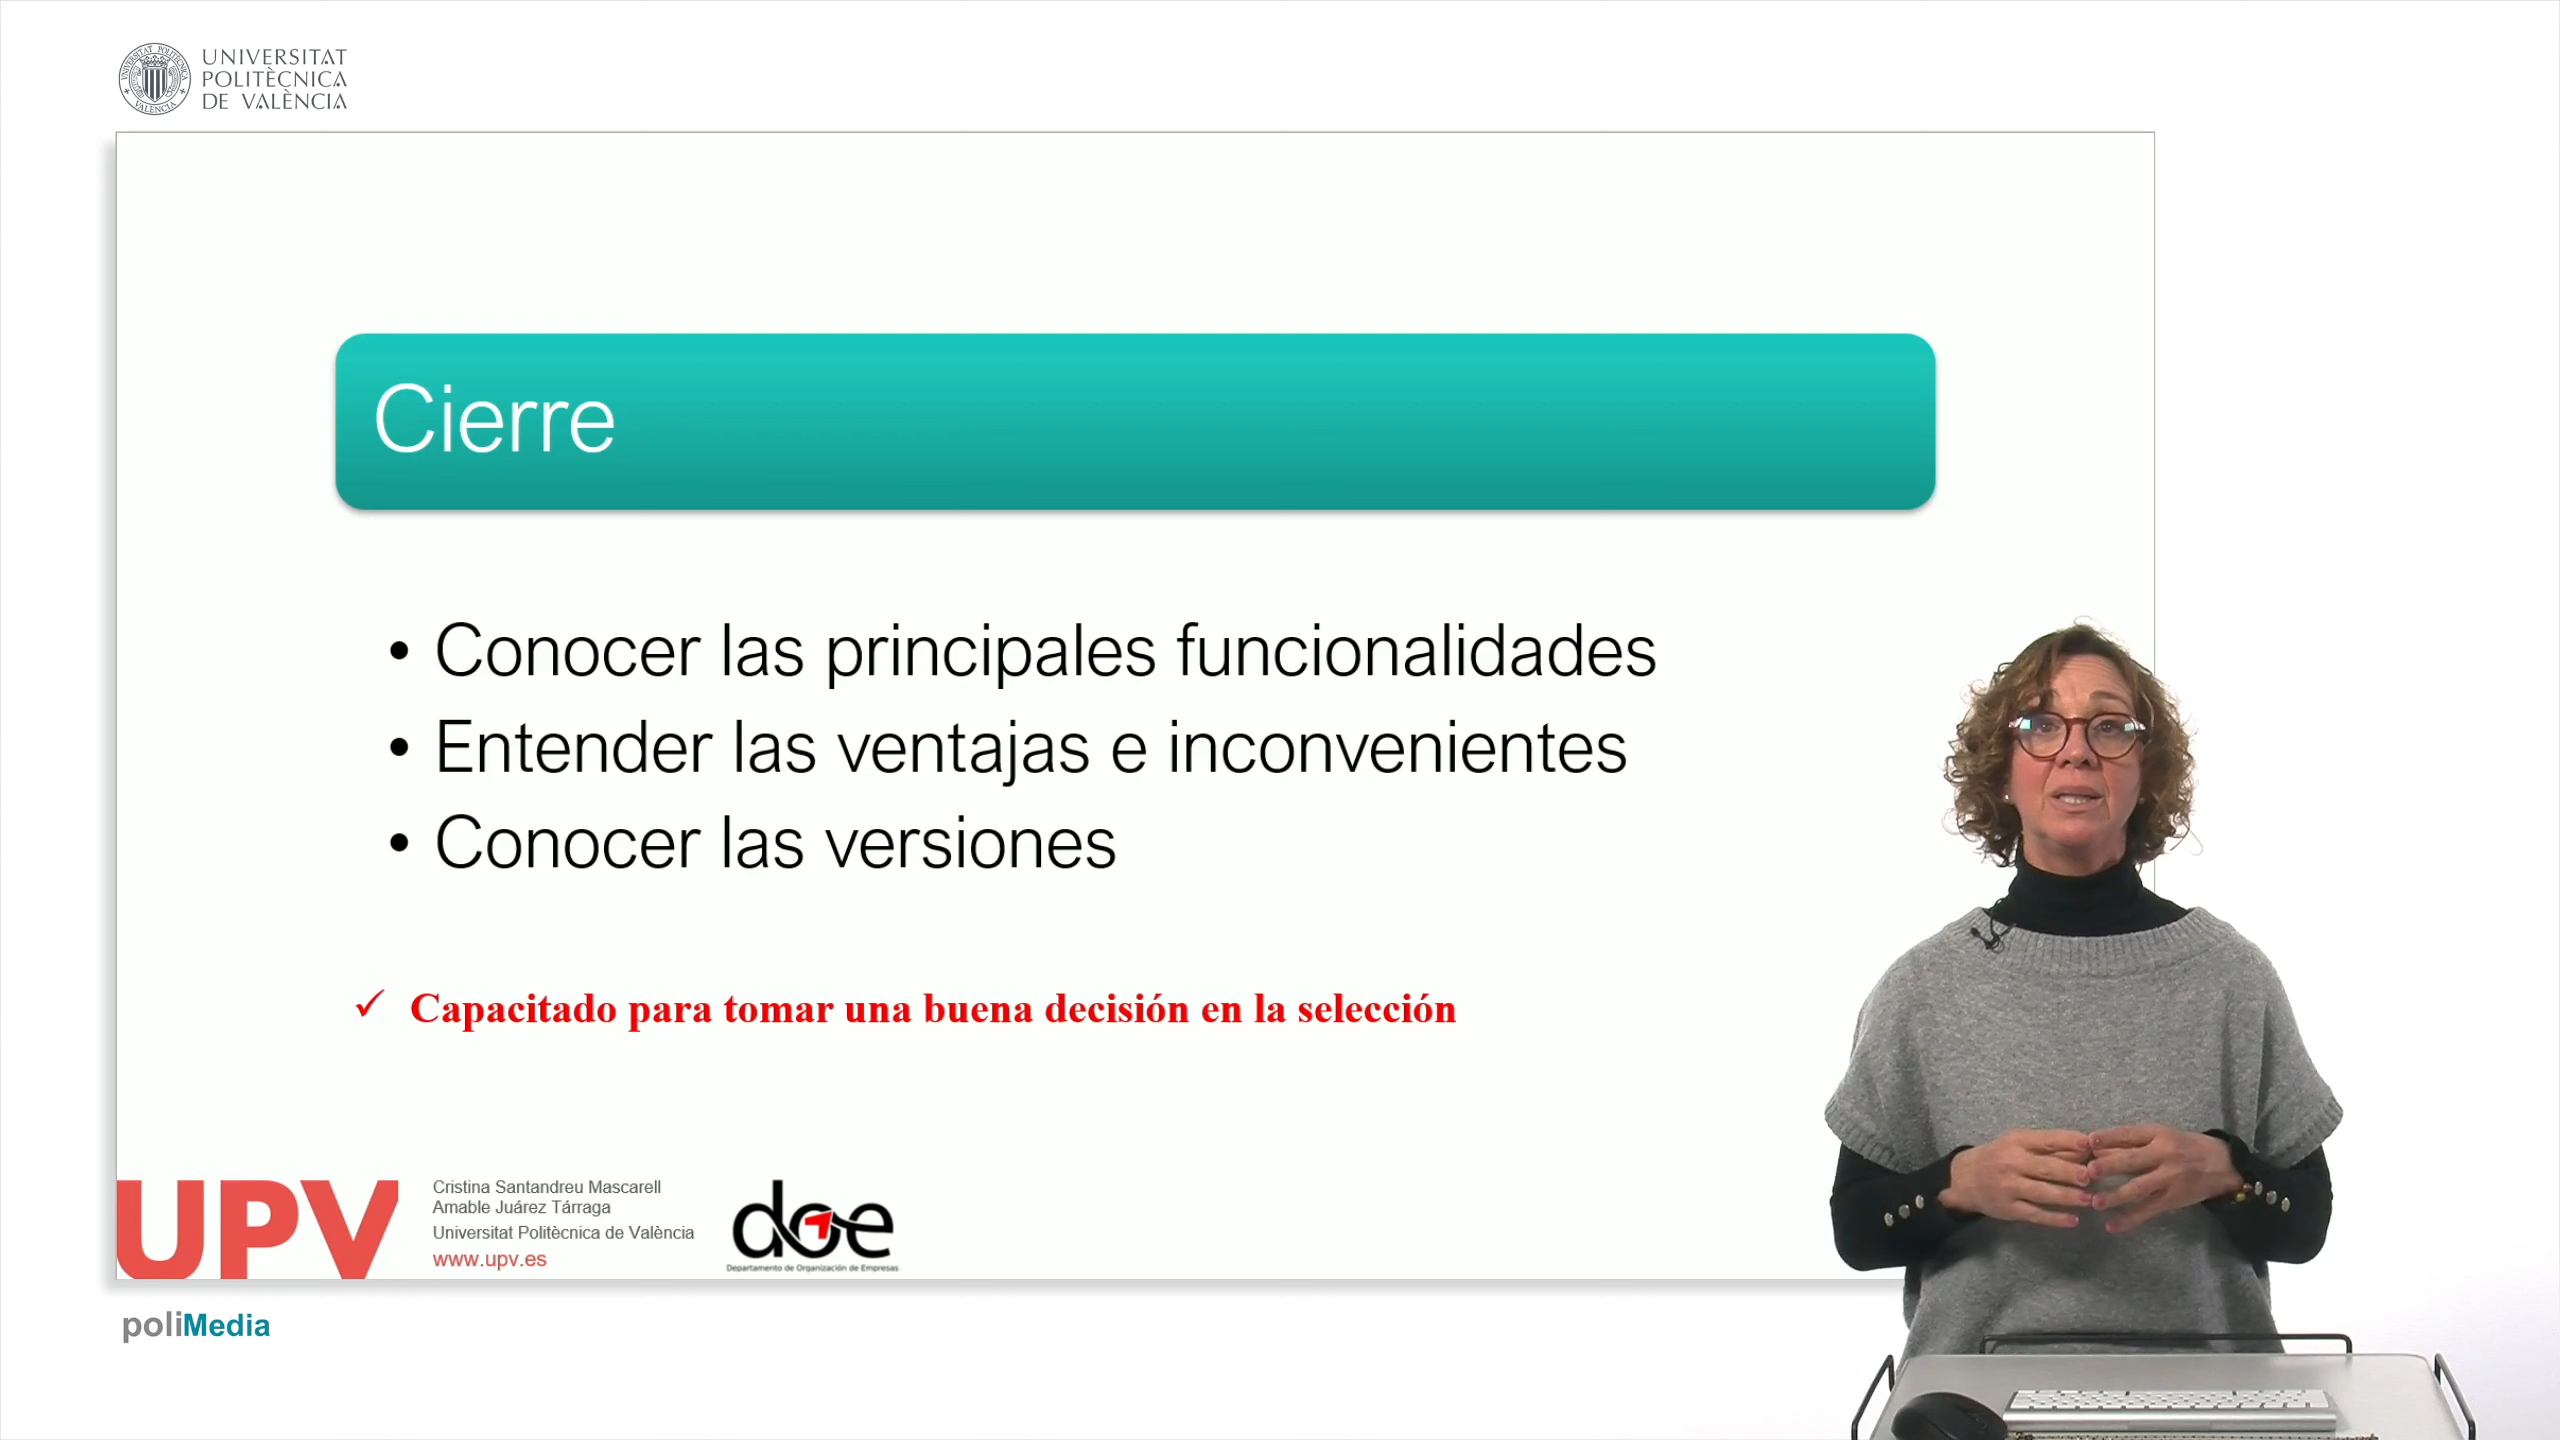 UNIVERSITAT
POLITÈCNICA
DE VALÈNCIA
Cierre
• Conocer las principales funcionalidades
• Entender las ventajas e inconvenientes
• Conocer las versiones
✓ Capacitado para tomar una buena decisión en la selección
UPV
Cristina Santandreu Mascarell
Amable Juárez Tárraga
Universitat Politècnica de València
www.upv.es
doe
Departamento de Organización de Empresas
poliMedia